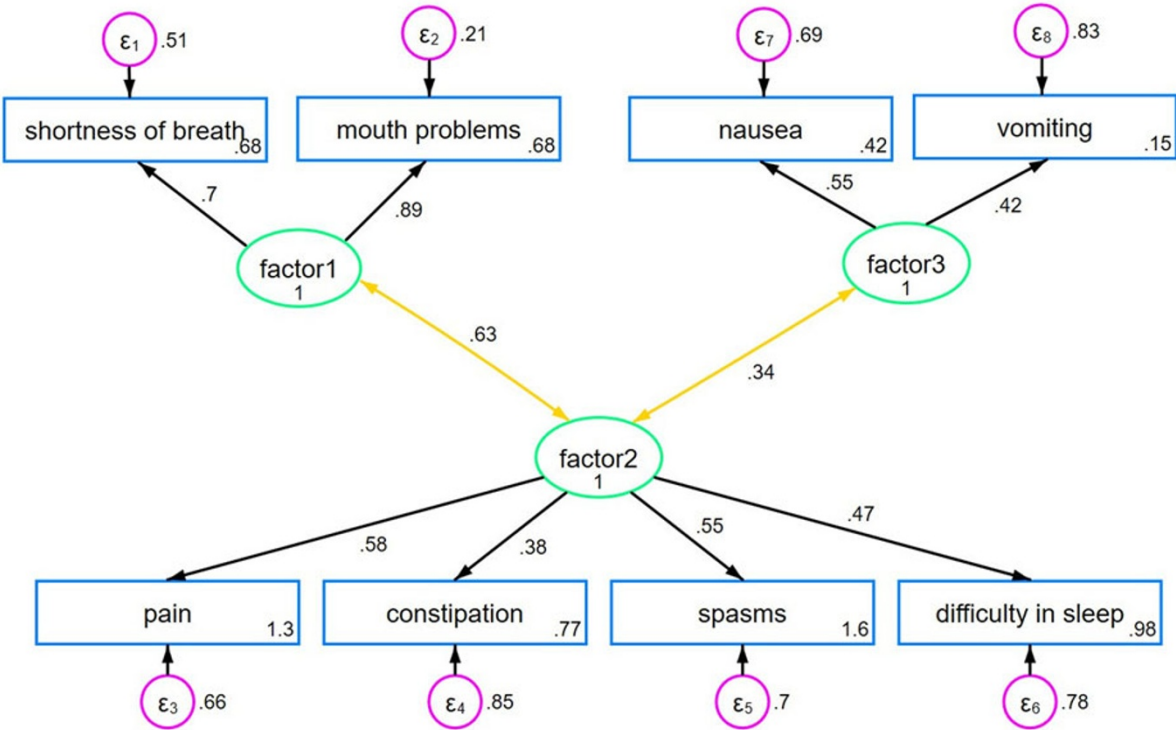 ε1 .51
ε2 .21
ε7 .69
ε8 .83
shortness of breath .68
mouth problems .68
nausea .42
vomiting .15
.7
.89
.55
.42
factor1
1
factor3
1
.63
.34
factor2
1
.58
.38
.55
.47
pain 1.3
constipation .77
spasms 1.6
difficulty in sleep .98
ε3 .66
ε4 .85
ε5 .7
ε6 .78